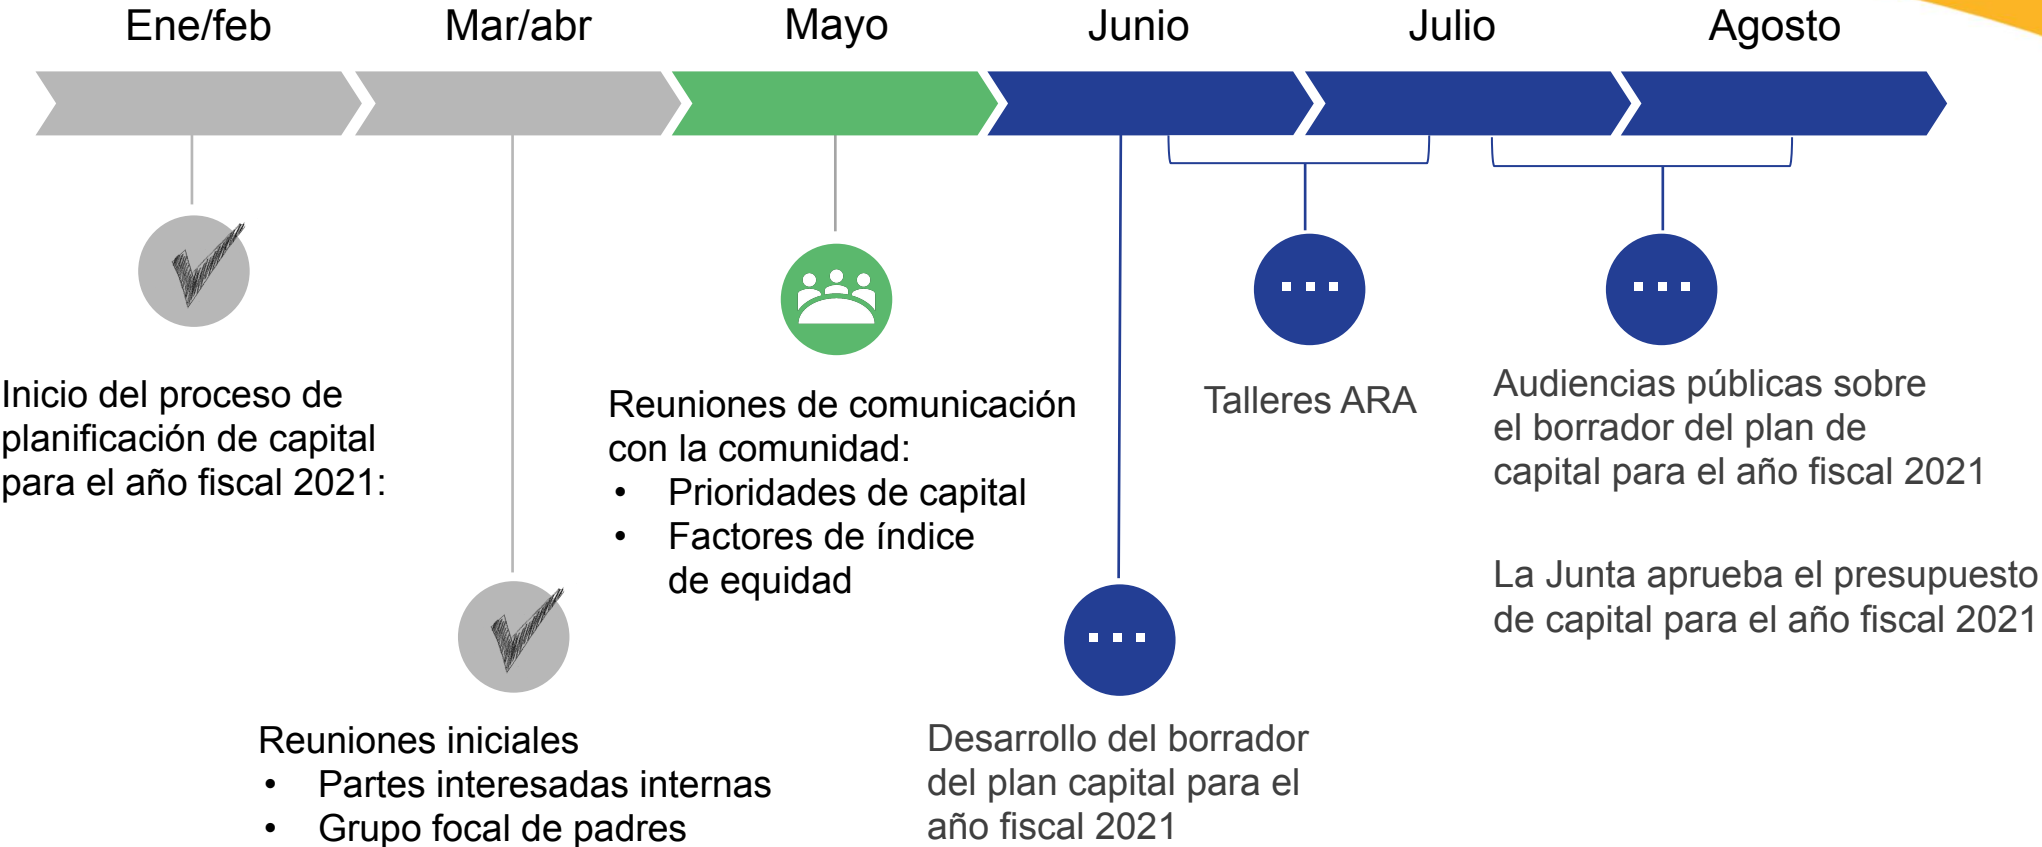 Ene/feb
Mar/abr
Mayo
Junio
Julio
Agosto
Inicio del proceso de
planificación de capital
para el año fiscal 2021:
Reuniones iniciales
• Partes interesadas internas
• Grupo focal de padres
Reuniones de comunicación
con la comunidad:
• Prioridades de capital
• Factores de índice
de equidad
Desarrollo del borrador
del plan capital para el
año fiscal 2021
Talleres ARA
Audiencias públicas sobre
el borrador del plan de
capital para el año fiscal 2021
La Junta aprueba el presupuesto
de capital para el año fiscal 2021